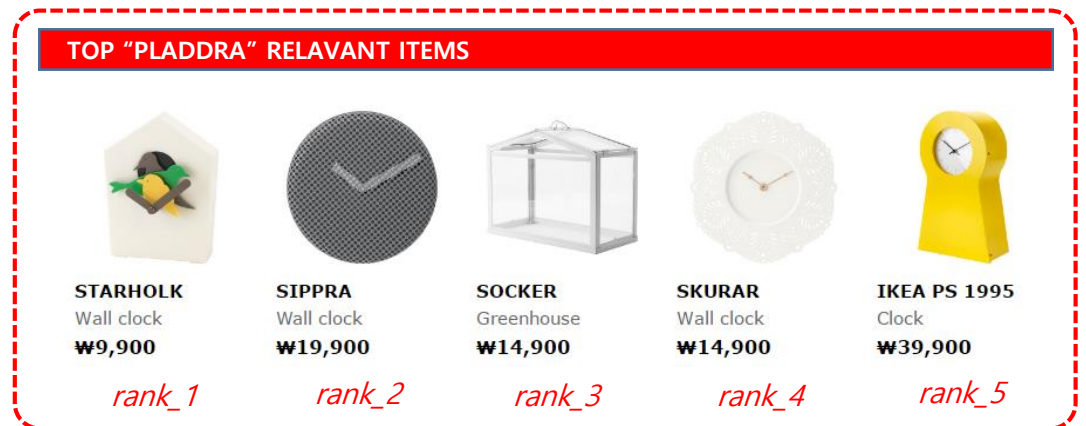 TOP “PLADDRA” RELAVANT ITEMS
STARHOLK
Wall clock
₩9,900
rank_1
SIPPRA
Wall clock
₩19,900
rank_2
SOCKER
Greenhouse
₩14,900
rank_3
SKURAR
Wall clock
₩14,900
rank_4
IKEA PS 1995
Clock
₩39,900
rank_5